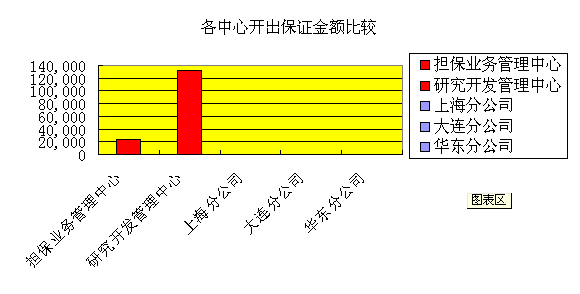 各中心开出保证金额比较
140,000
120,000
100,000
80,000
60,000
40,000
20,000
0
担保业务管理中心
研究开发管理中心
上海分公司
大连分公司
华东分公司
担保业务管理中心
研究开发管理中心
上海分公司
大连分公司
华东分公司
图表区